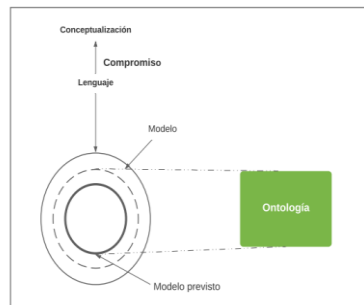 Conceptualización
Compromiso
Lenguaje
Modelo
Ontología
Modelo previsto